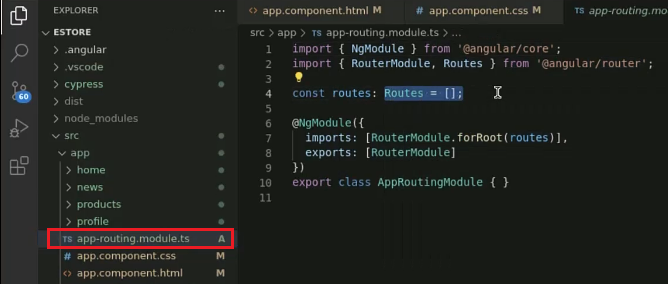 EXPLORER
ESTORE
.angular
.vscode
cypress
dist
node_modules
src
app
home
news
products
profile
TS app-routing.module.ts A
app.component.css M
app.component.html M
60
app.component.html M
app.component.css M
app-routing.mod
src > app > TS app-routing.module.ts > ...
1 import { NgModule } from '@angular/core';
2 import { RouterModule, Routes } from '@angular/router';
3
4 const routes: Routes = [];
5
6 @NgModule({
7 imports: [RouterModule.forRoot(routes)],
8 exports: [RouterModule]
9 })
10 export class AppRoutingModule { }
11